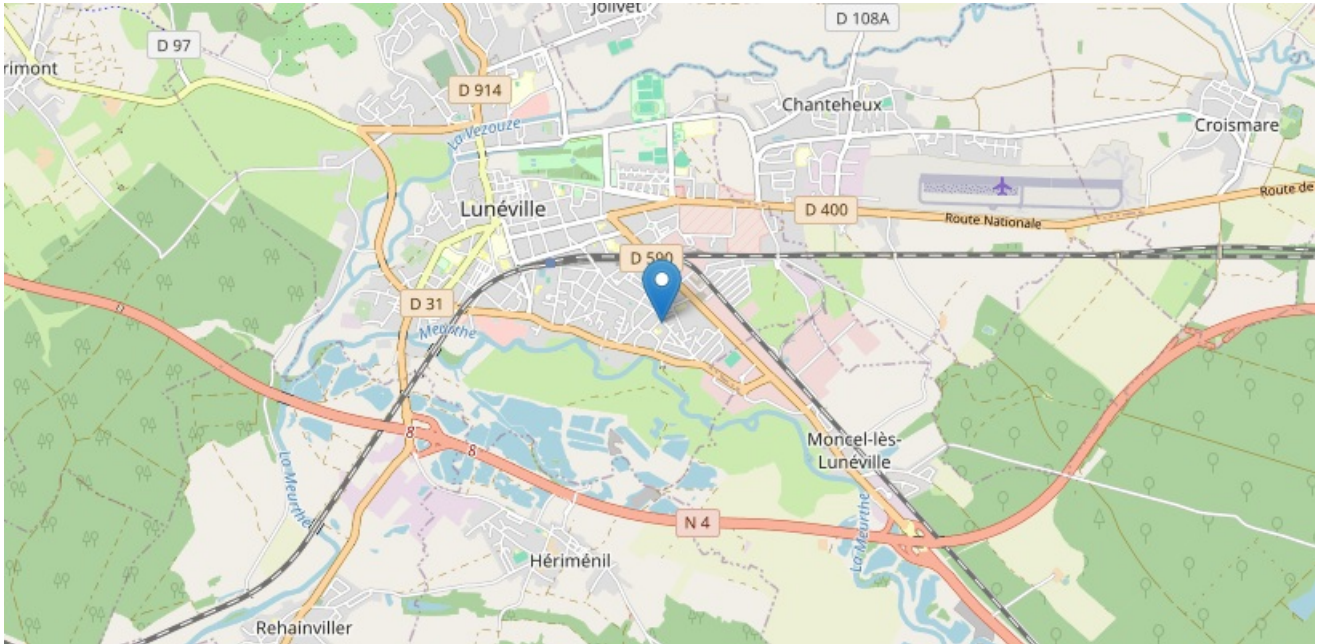 Jolivet
D 108A
D 97
rimont
D 914
Chanteheux
La Vezouze
Croismare
Route de
Lunéville
D 400
Route Nationale
D 590
D 31
Meurthe
8
8
Moncel-lès-
Lunéville
La Meurthe
N 4
La Meurthe
Hériménil
Rehainviller